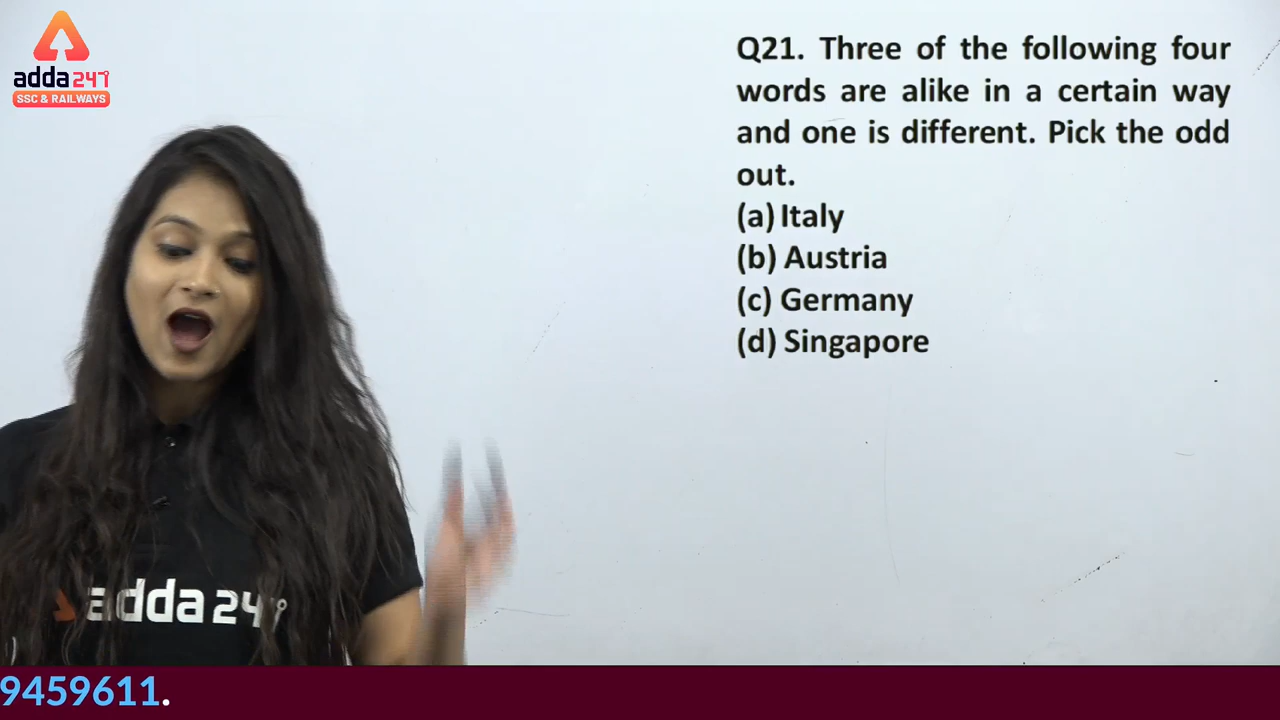 adda247
SSC & RAILWAYS
Q21. Three of the following four
words are alike in a certain way
and one is different. Pick the odd
out.
(a) Italy
(b) Austria
(c) Germany
(d) Singapore
adda247
9459611.